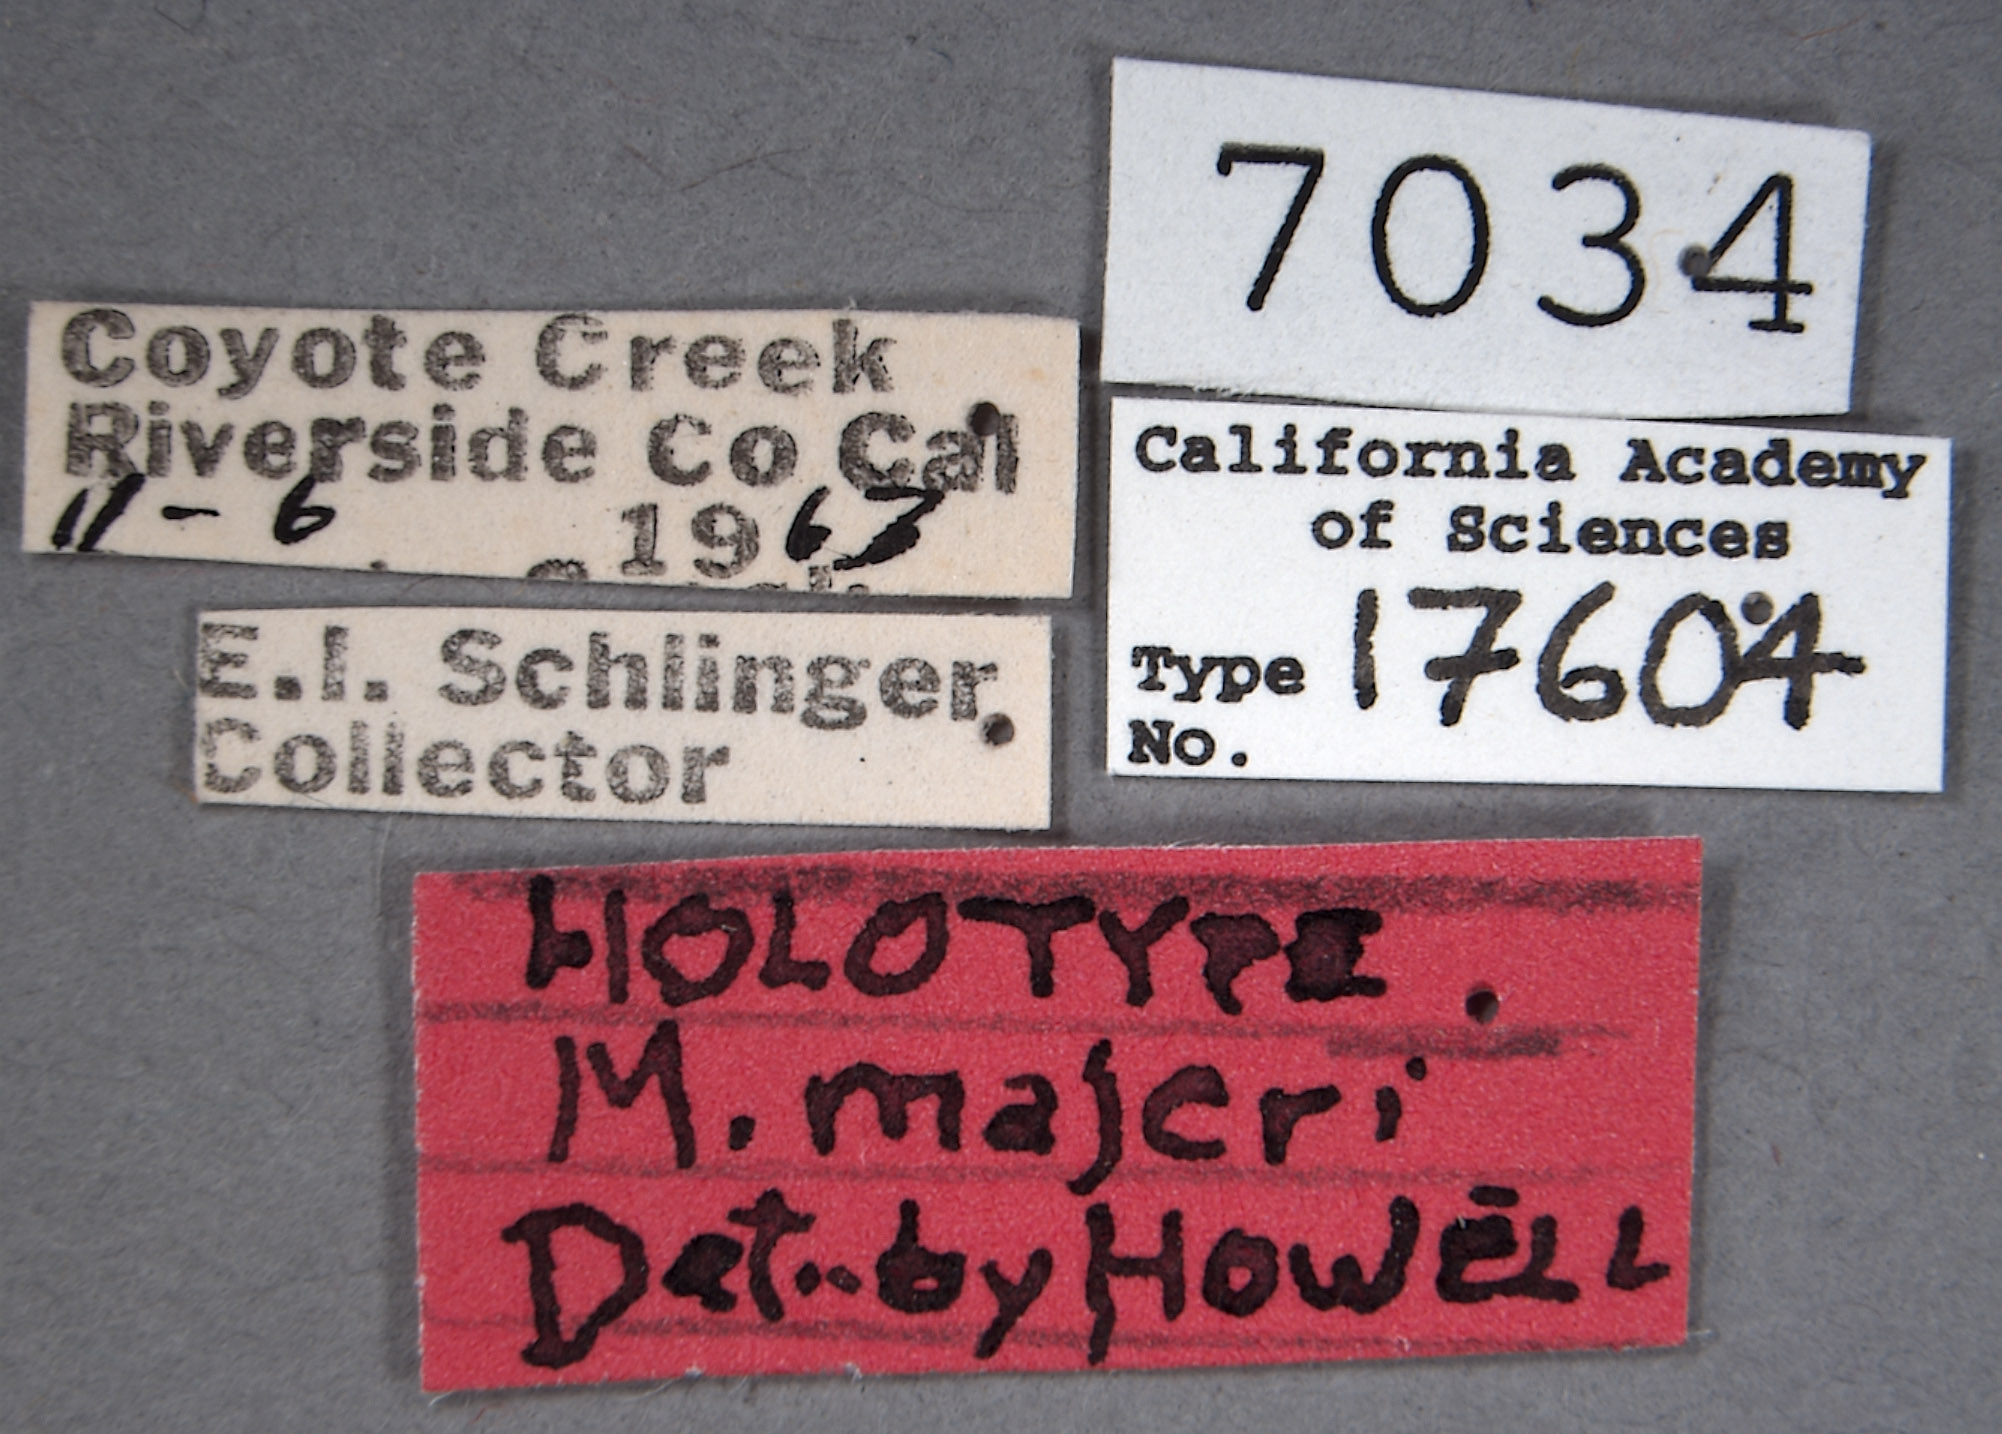 Coyote Creek
Riverside Co Cal
11-6 1963
E.I. Schlinger
Collector
7034
California Academy
of Sciences
Type 17604
No.
HOLOTYPE
M. majeri
Det. by HOWELL